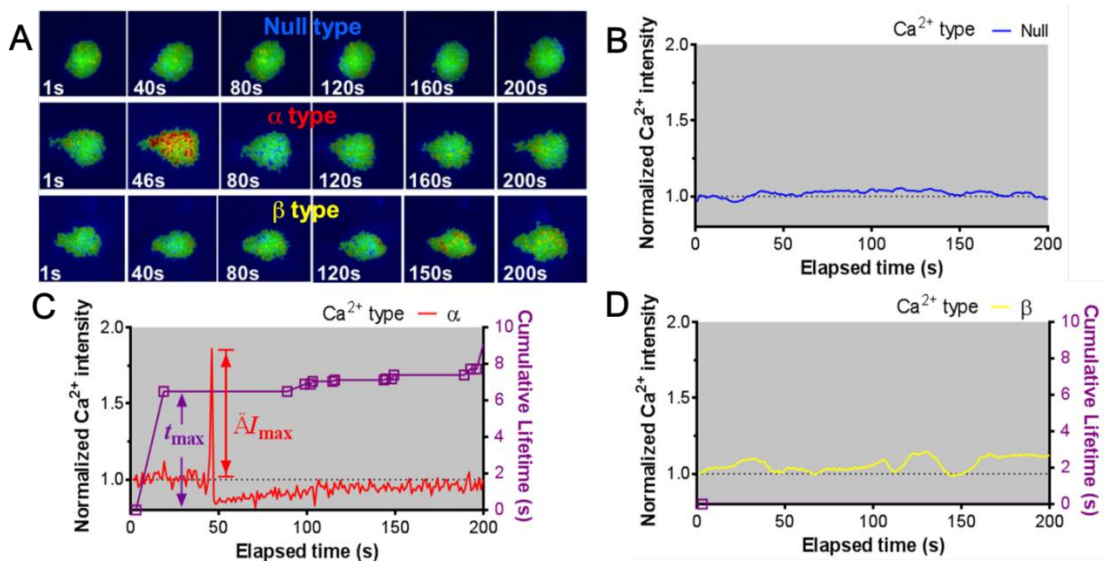 A
Null type
1s 40s 80s 120s 160s 200s
α type
1s 46s 80s 120s 160s 200s
β type
1s 40s 80s 120s 150s 200s
B
Ca²⁺ type — Null
Normalized Ca²⁺ intensity
2.0
1.5
1.0
0 50 100 150 200
Elapsed time (s)
C
Ca²⁺ type — α
Normalized Ca²⁺ intensity
2.0
1.5
1.0
tmax
ÄImax
10
8
6
4
2
0
Cumulative Lifetime (s)
0 50 100 150 200
Elapsed time (s)
D
Ca²⁺ type — β
Normalized Ca²⁺ intensity
2.0
1.5
1.0
10
8
6
4
2
0
Cumulative Lifetime (s)
0 50 100 150 200
Elapsed time (s)